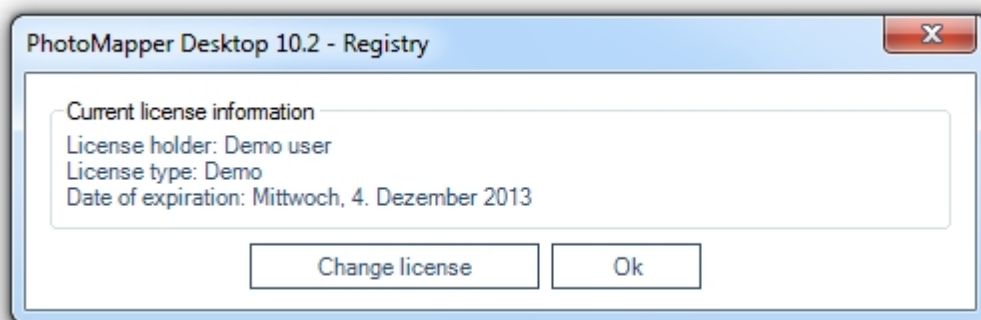 PhotoMapper Desktop 10.2 - Registry
Current license information
License holder: Demo user
License type: Demo
Date of expiration: Mittwoch, 4. Dezember 2013
Change license
Ok